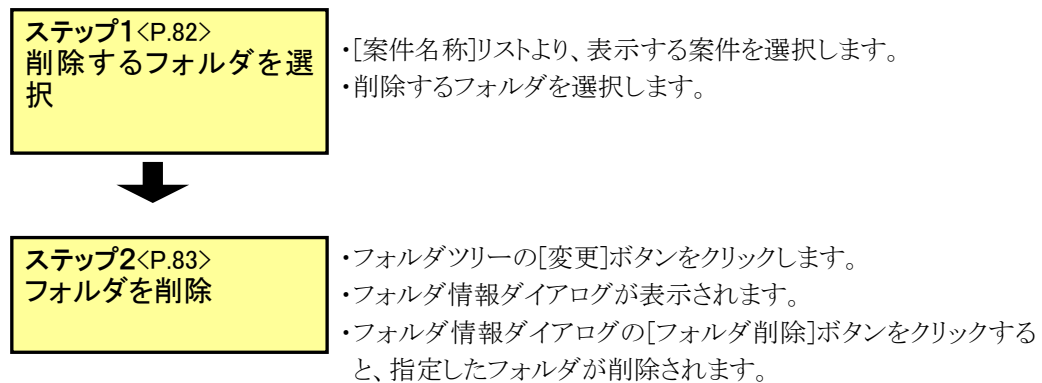 ステップ1<P.82>
削除するフォルダを選
択
・[案件名称]リストより、表示する案件を選択します。
・削除するフォルダを選択します。
ステップ2<P.83>
フォルダを削除
・フォルダツリーの[変更]ボタンをクリックします。
・フォルダ情報ダイアログが表示されます。
・フォルダ情報ダイアログの[フォルダ削除]ボタンをクリックする
と、指定したフォルダが削除されます。